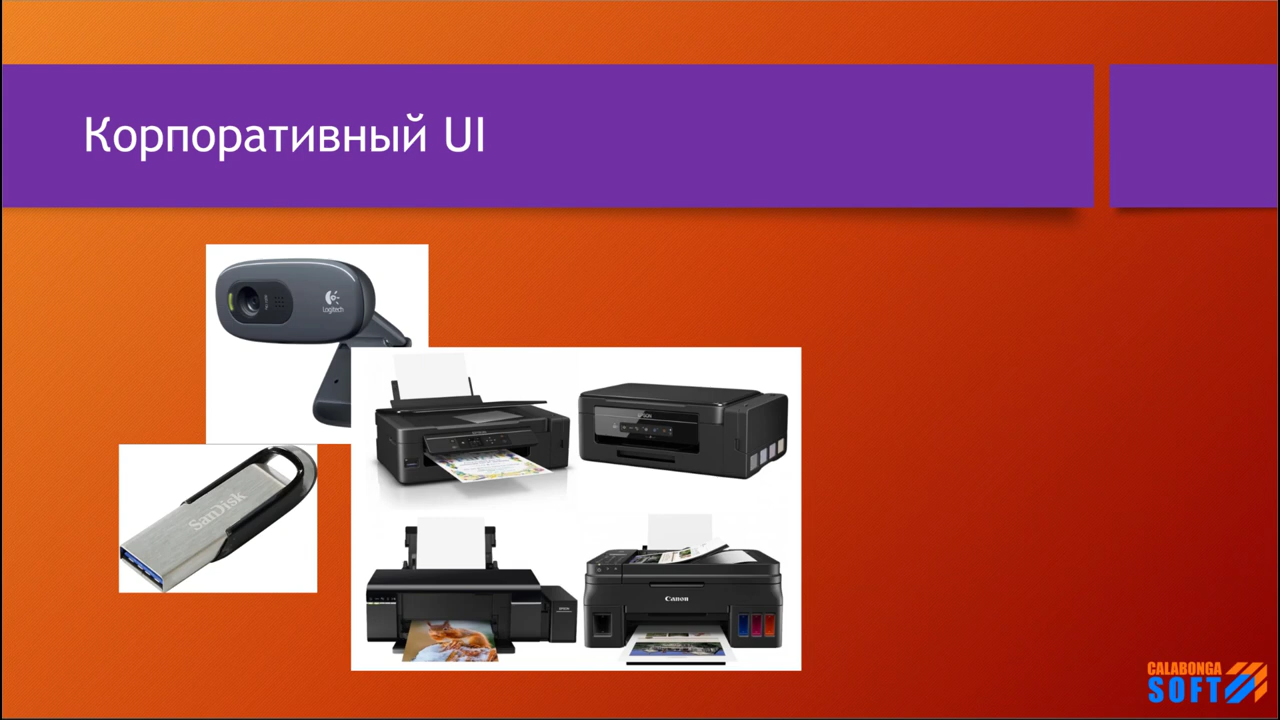 Корпоративный UI
Logitech
EPSON
SanDisk
EPSON
Canon
CALABONGA
SOFT